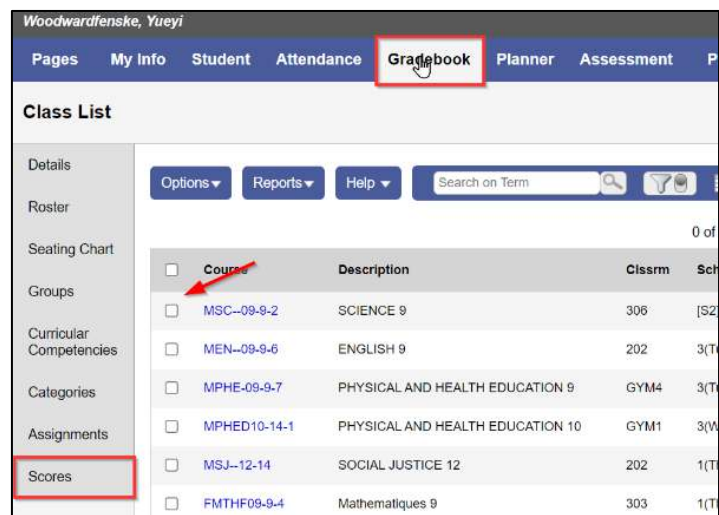 Woodwardfenske, Yueyi
Pages My Info Student Attendance Gradebook Planner Assessment P
Class List
Details
Roster
Seating Chart
Groups
Curricular
Competencies
Categories
Assignments
Scores
Options Reports Help Search on Term
0 of
Course Description Clssrm Sch
MSC--09-9-2 SCIENCE 9 306 [S2]
MEN--09-9-6 ENGLISH 9 202 3(Tu
MPHE-09-9-7 PHYSICAL AND HEALTH EDUCATION 9 GYM4 3(Tl
MPHED10-14-1 PHYSICAL AND HEALTH EDUCATION 10 GYM1 3(W
MSJ--12-14 SOCIAL JUSTICE 12 202 1(Tl
FMTHF09-9-4 Mathematiques 9 303 1(Tl